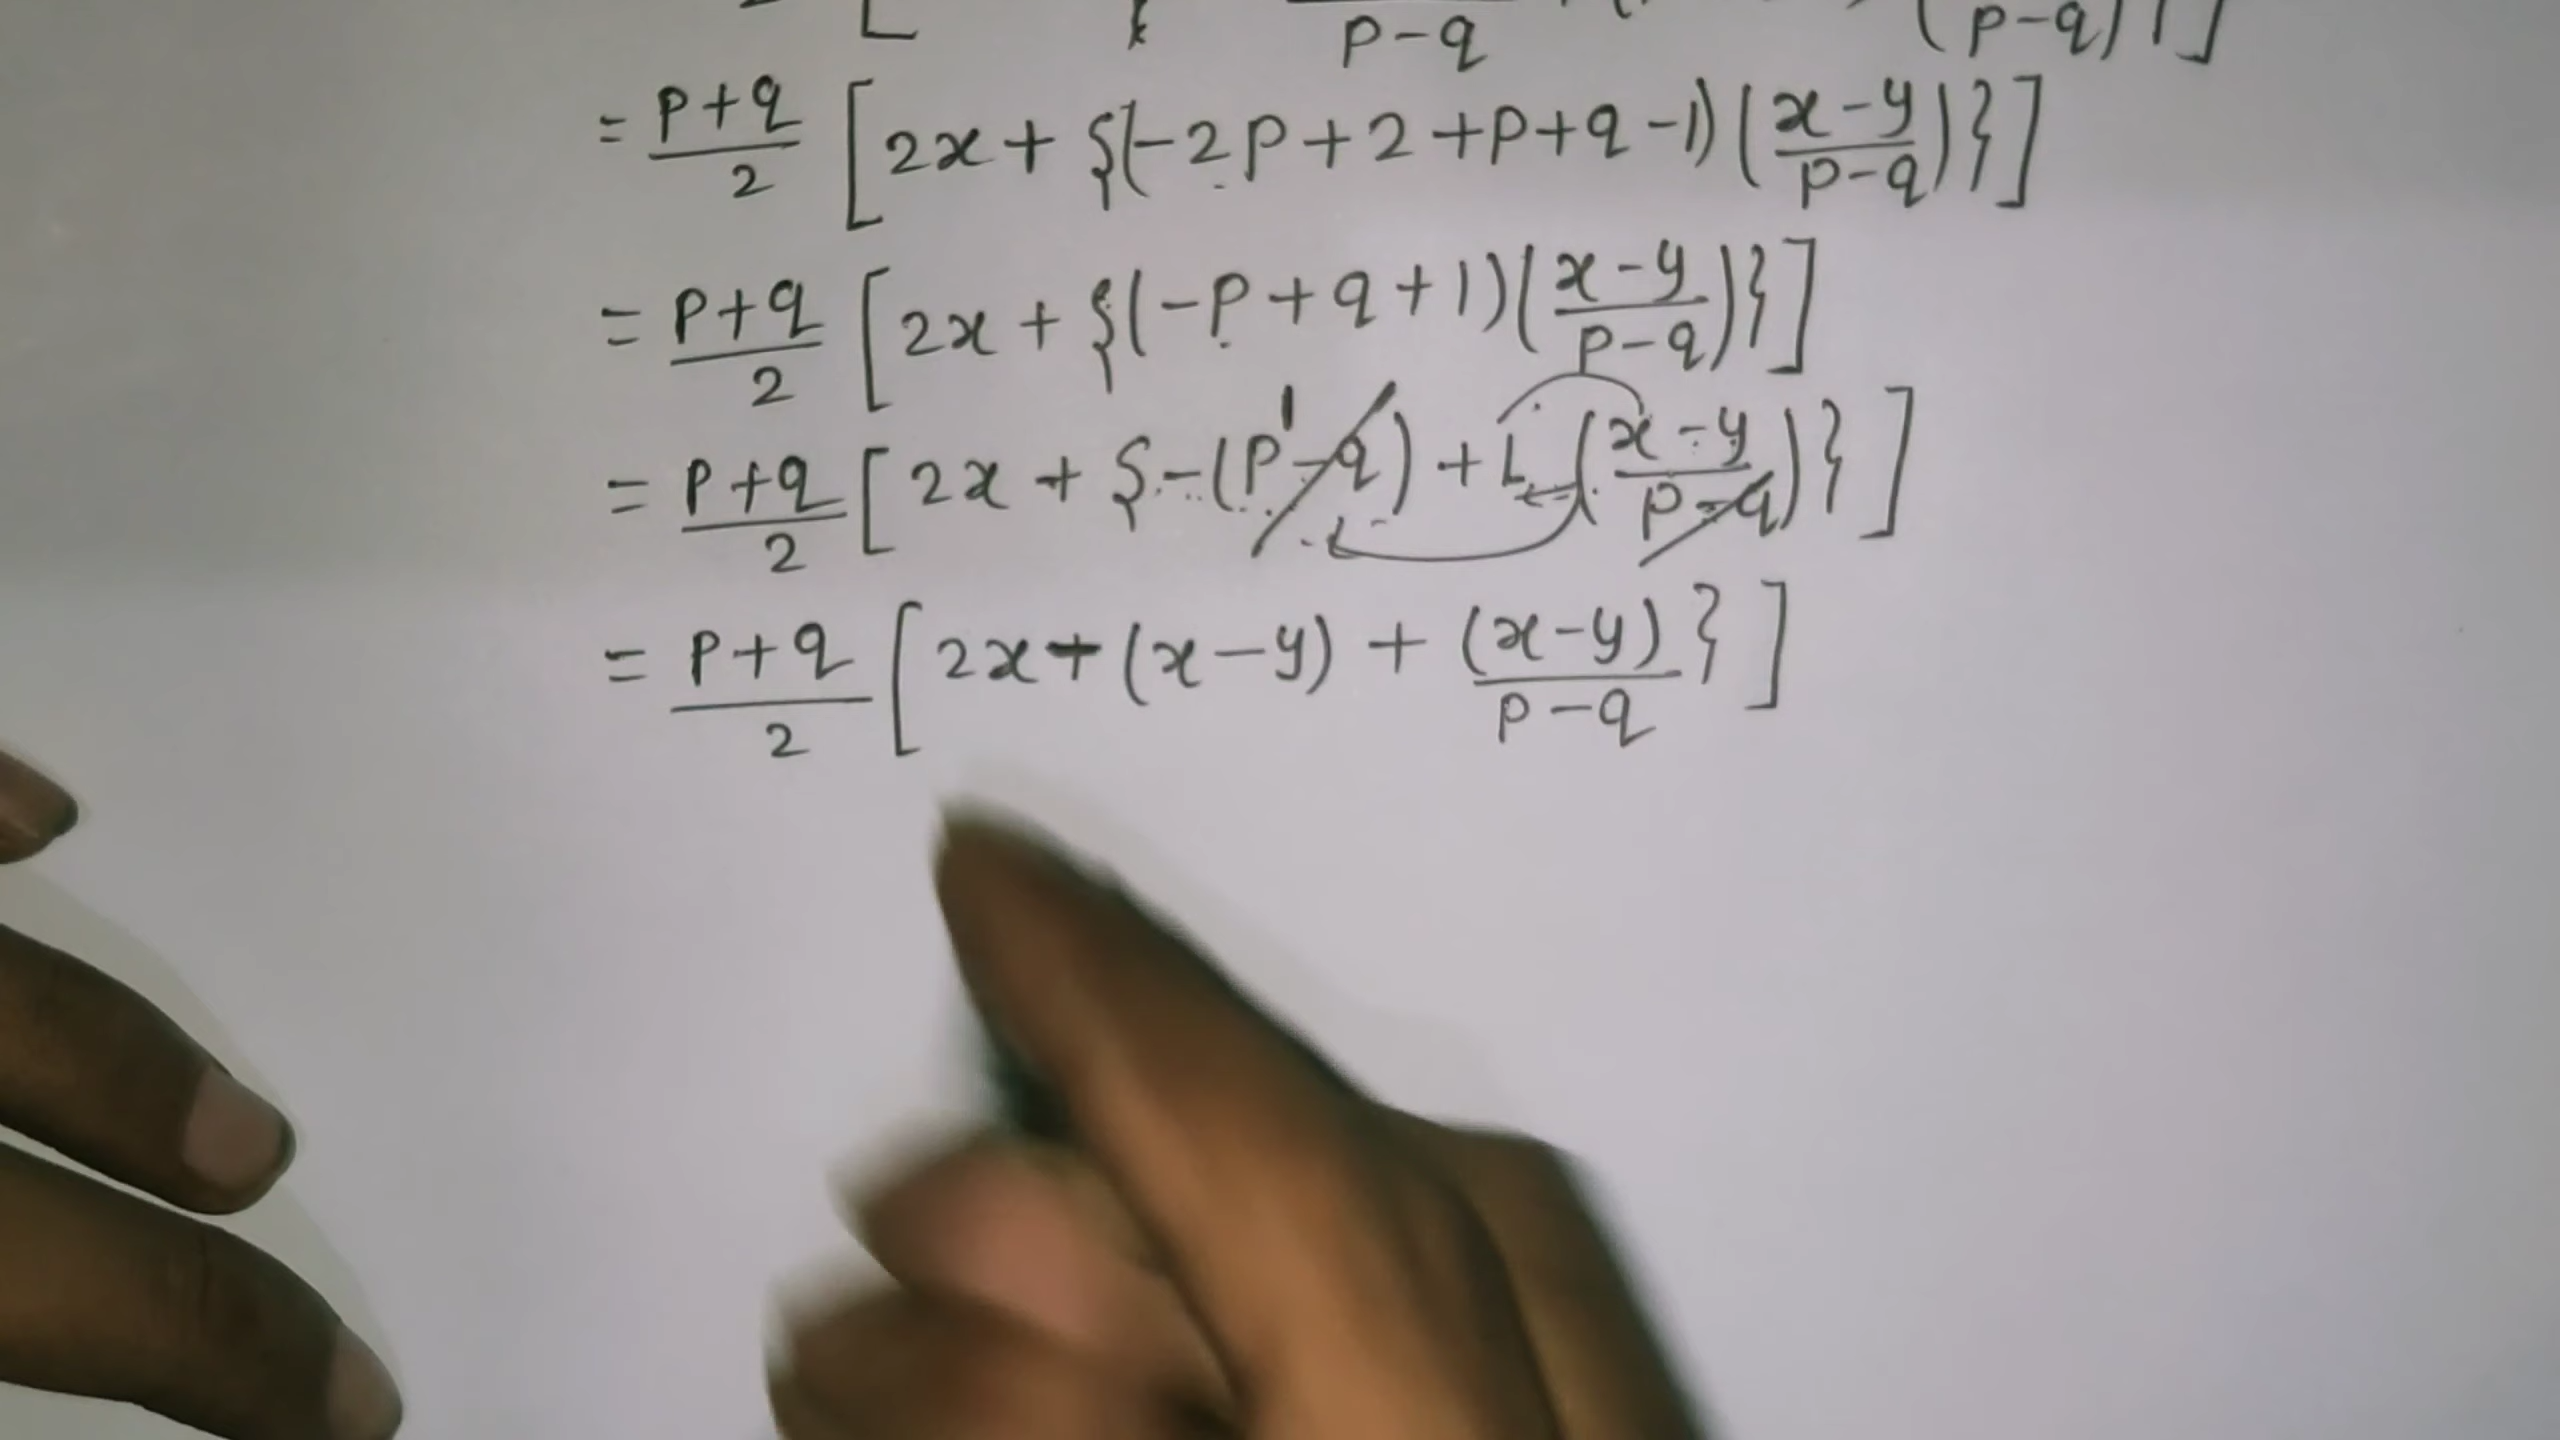 p-q (p-q)}]
= p+q/2 [2x + {(-2p+2+p+q-1)(x-y/p-q)}]
= p+q/2 [2x + {(-p+q+1)(x-y/p-q)}]
= p+q/2 [2x + {-(p-q)+1(x-y/p-q)}]
= p+q/2 [2x-(x-y)+(x-y)/p-q}]